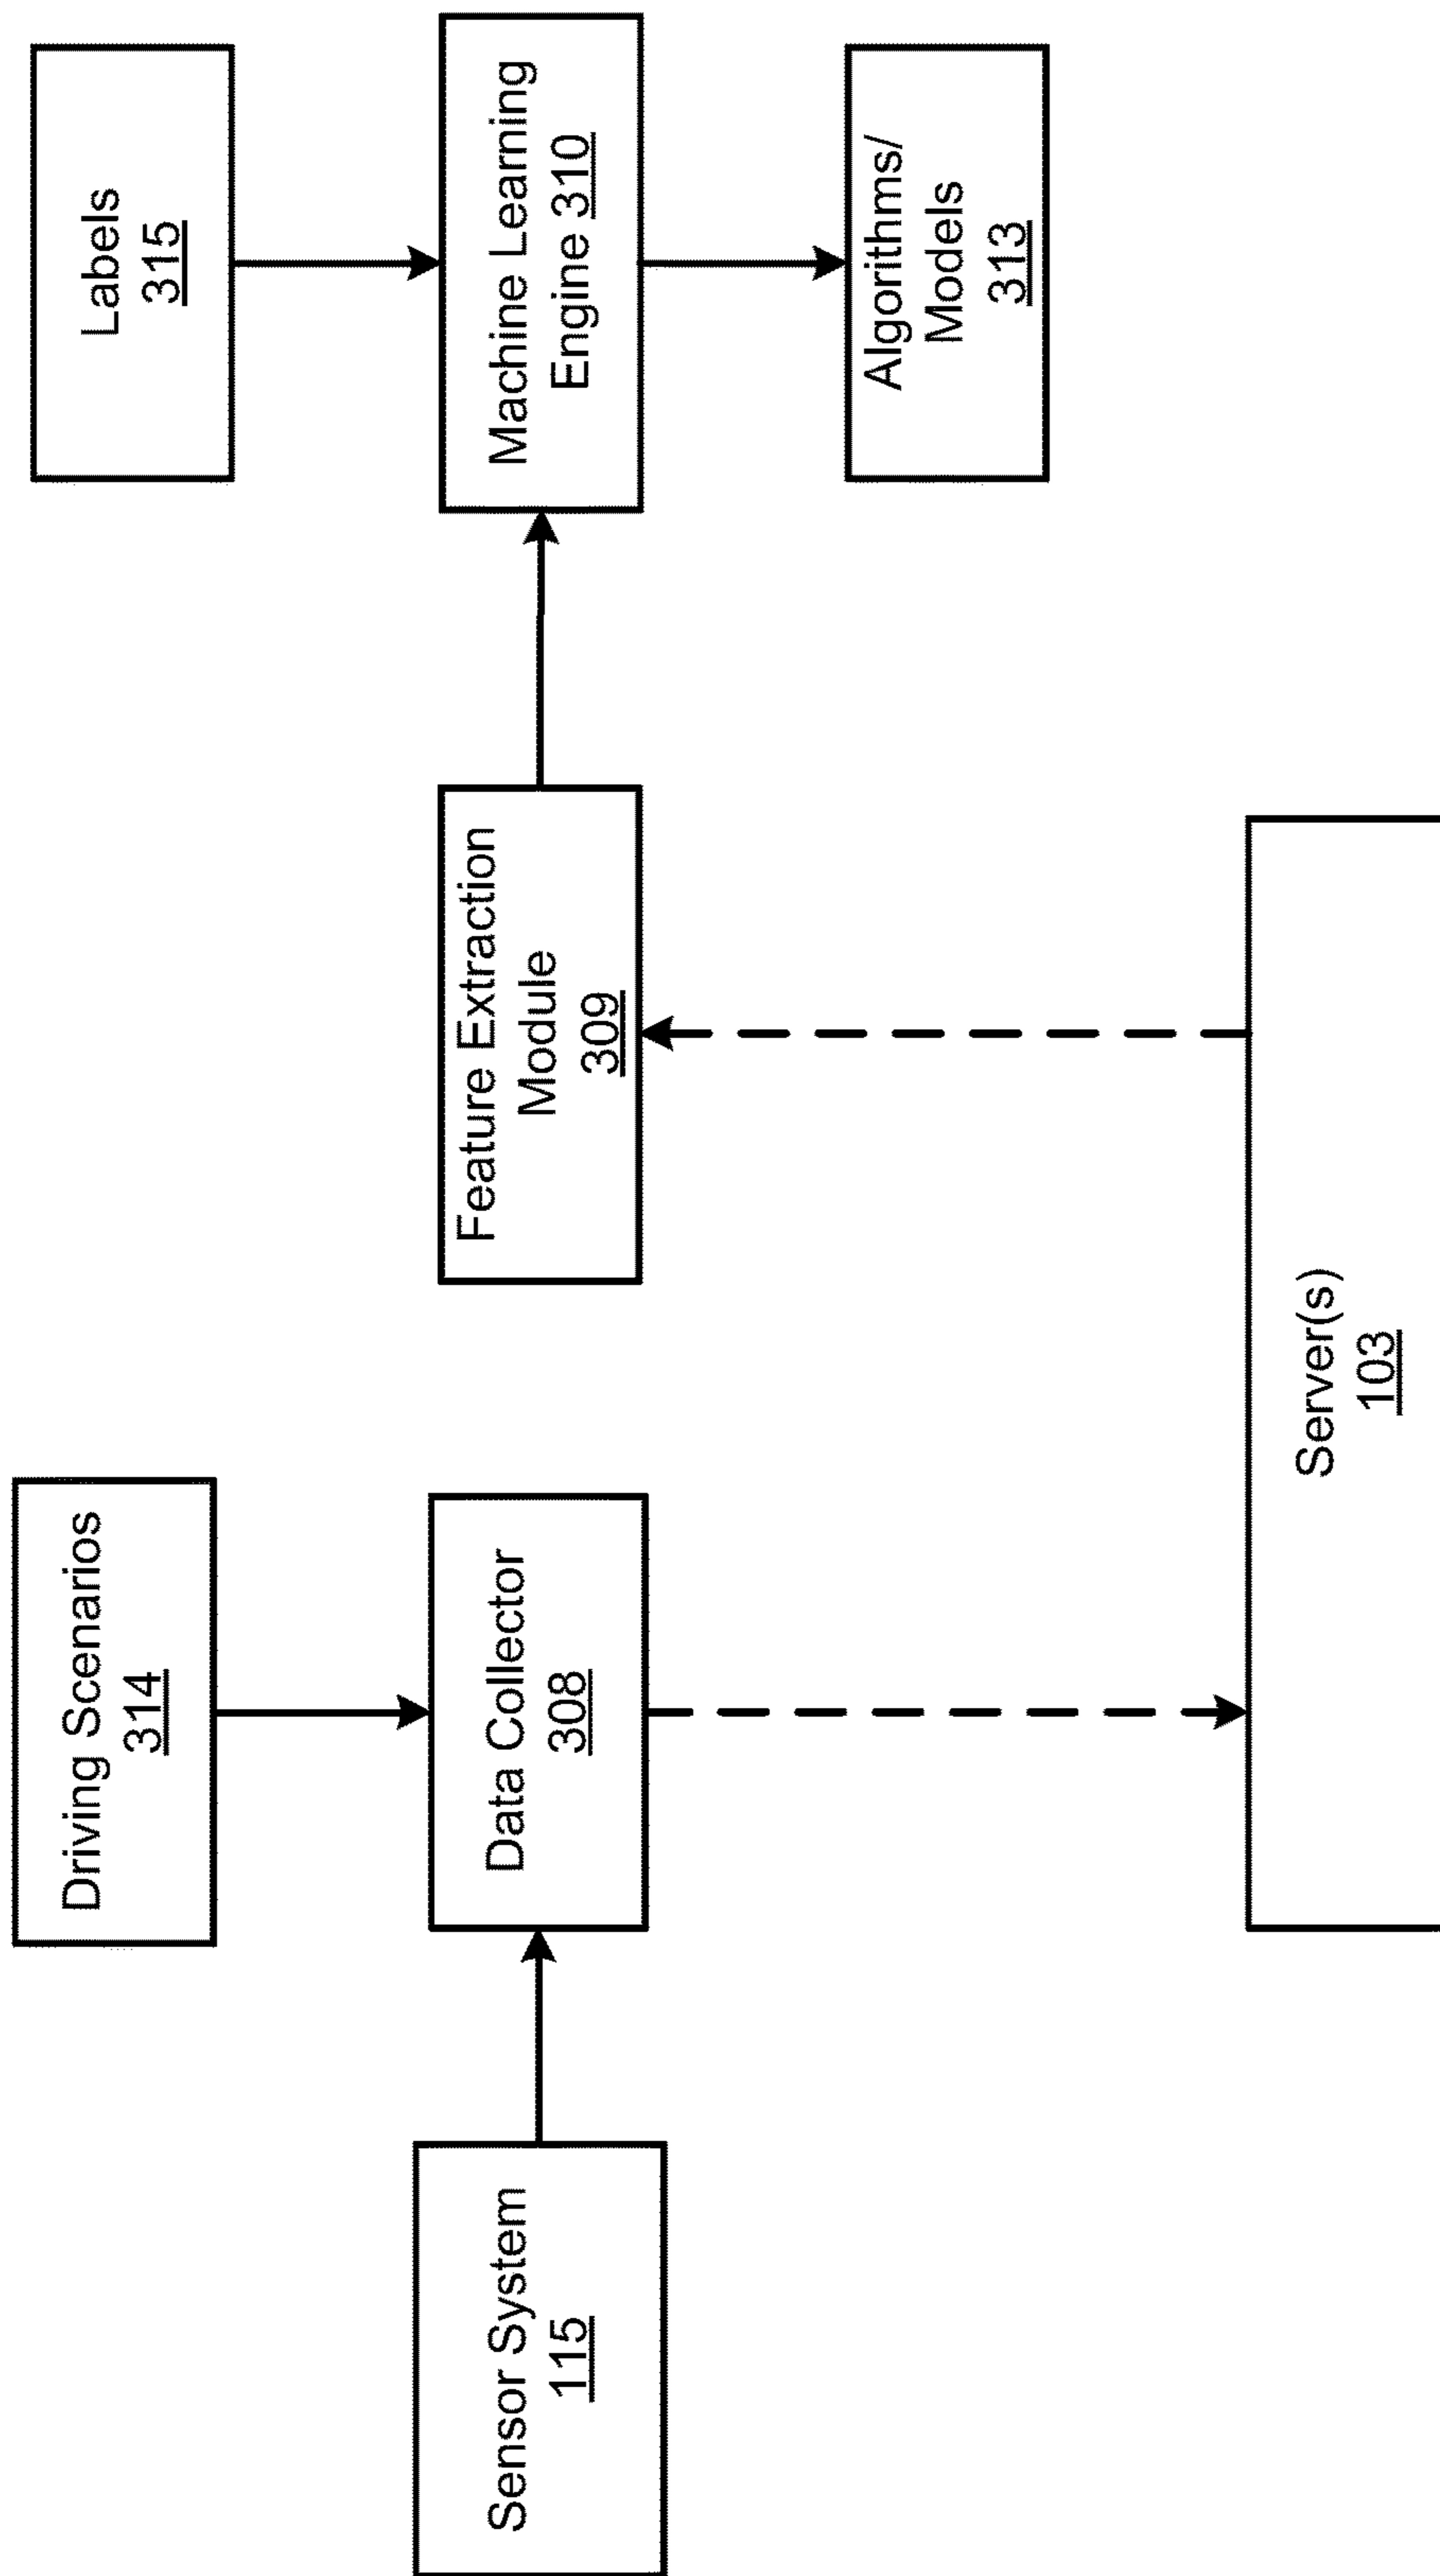 Driving Scenarios
314
Labels
315
Sensor System
115
Data Collector
308
Feature Extraction
Module
309
Machine Learning
Engine 310
Algorithms/
Models
313
Server(s)
103